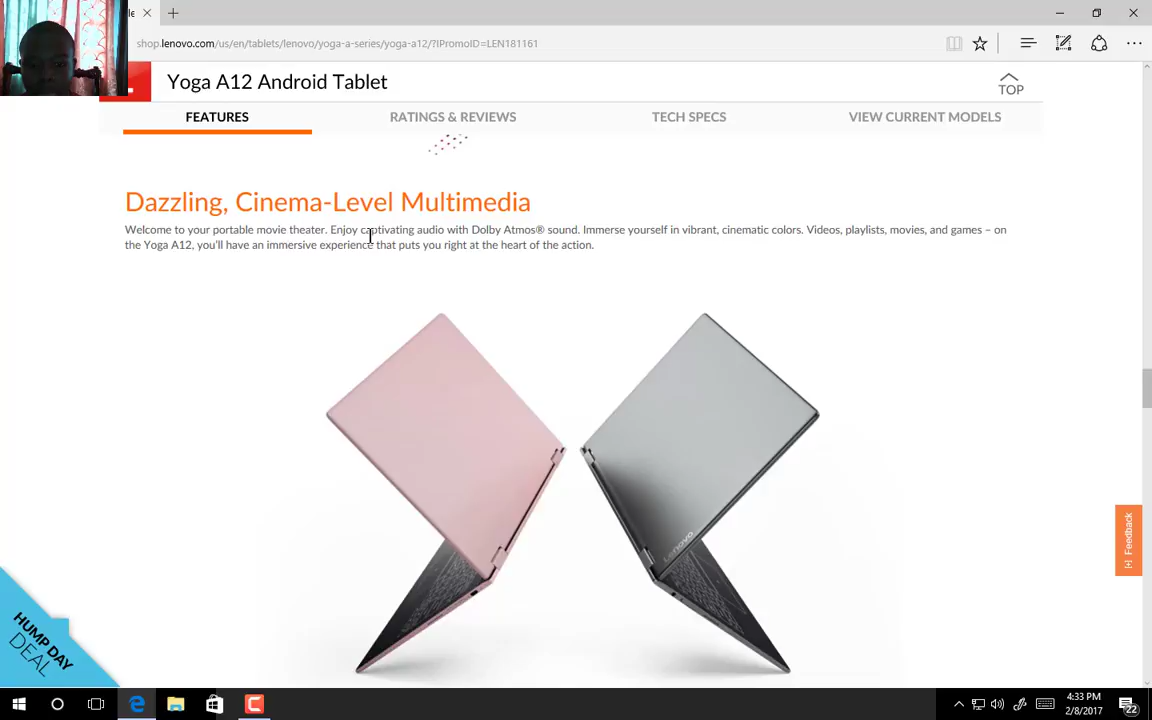 shop.lenovo.com/us/en/tablets/lenovo/yoga-a-series/yoga-a12/?IPromoID=LEN181161
Yoga A12 Android Tablet
TOP
FEATURES
RATINGS & REVIEWS
TECH SPECS
VIEW CURRENT MODELS
Dazzling, Cinema-Level Multimedia
Welcome to your portable movie theater. Enjoy captivating audio with Dolby Atmos® sound. Immerse yourself in vibrant, cinematic colors. Videos, playlists, movies, and games – on
the Yoga A12, you'll have an immersive experience that puts you right at the heart of the action.
Lenovo
[+] Feedback
HUMP DAY
DEAL
4:33 PM
2/8/2017
22